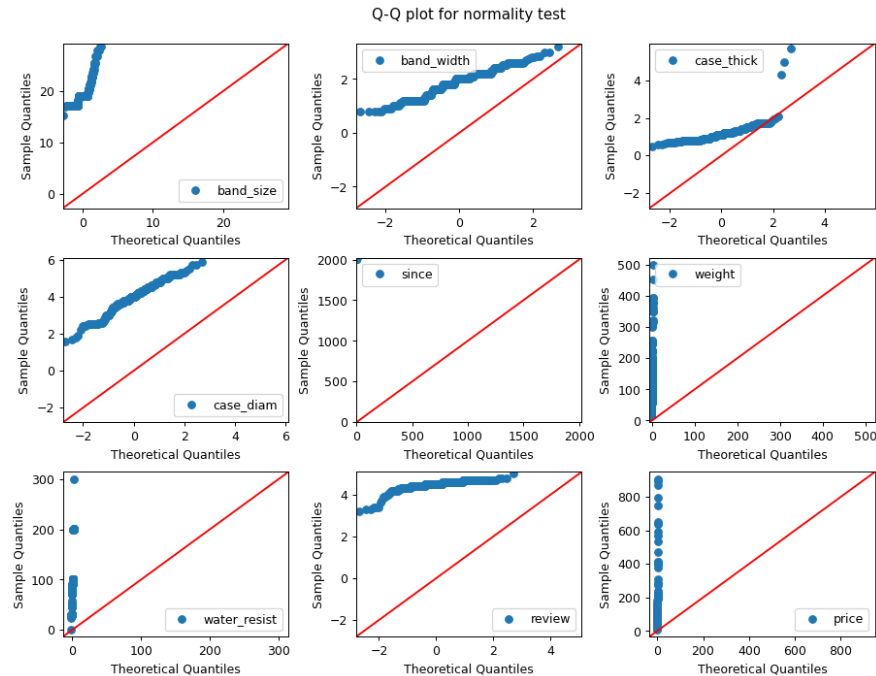 Q-Q plot for normality test
Sample Quantiles
20
10
0
0 10 20
Theoretical Quantiles
band_size
Sample Quantiles
2
0
−2
−2 0 2
Theoretical Quantiles
band_width
Sample Quantiles
4
2
0
−2
−2 0 2 4
Theoretical Quantiles
case_thick
Sample Quantiles
6
4
2
0
−2
−2 0 2 4 6
Theoretical Quantiles
case_diam
Sample Quantiles
2000
1500
1000
500
0
0 500 1000 1500 2000
Theoretical Quantiles
since
Sample Quantiles
500
400
300
200
100
0
0 100 200 300 400 500
Theoretical Quantiles
weight
Sample Quantiles
300
200
100
0
0 100 200 300
Theoretical Quantiles
water_resist
Sample Quantiles
4
2
0
−2
−2 0 2 4
Theoretical Quantiles
review
Sample Quantiles
800
600
400
200
0
0 200 400 600 800
Theoretical Quantiles
price